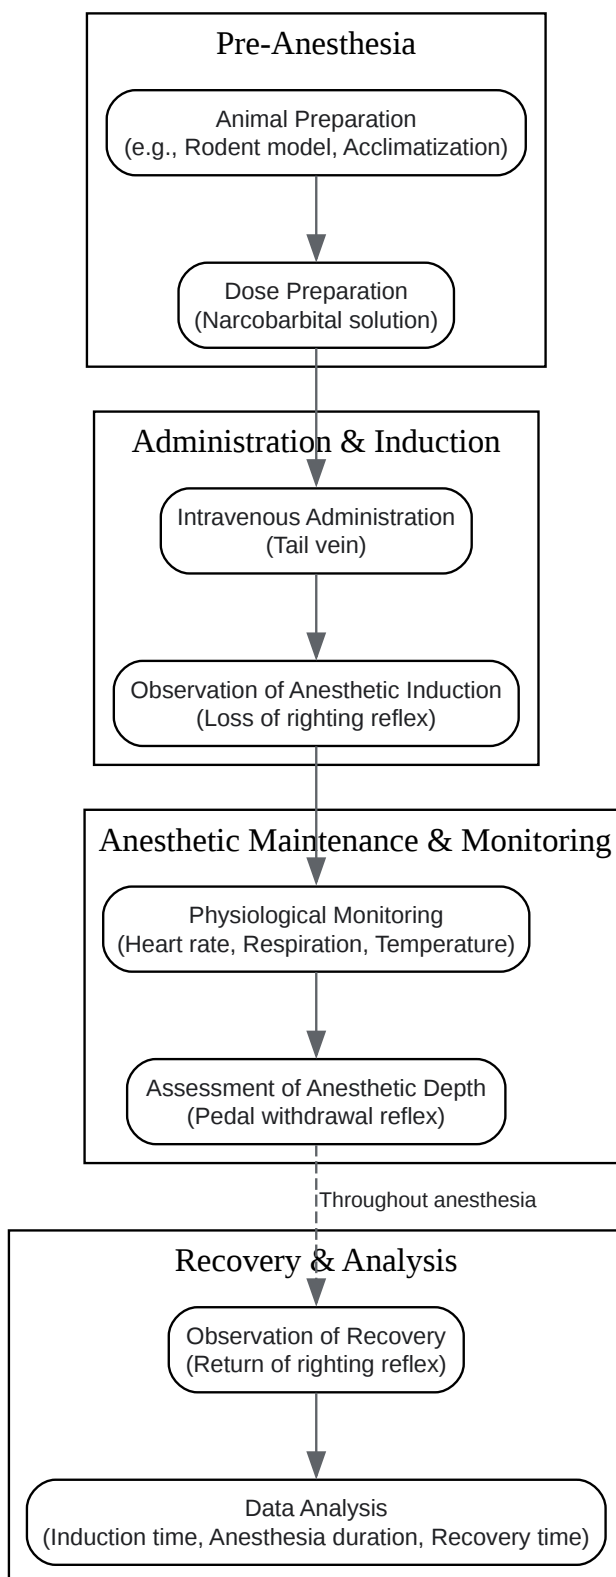 Pre-Anesthesia
Animal Preparation
(e.g., Rodent model, Acclimatization)
Dose Preparation
(Narcobarbital solution)
Administration & Induction
Intravenous Administration
(Tail vein)
Observation of Anesthetic Induction
(Loss of righting reflex)
Anesthetic Maintenance & Monitoring
Physiological Monitoring
(Heart rate, Respiration, Temperature)
Assessment of Anesthetic Depth
(Pedal withdrawal reflex)
Throughout anesthesia
Recovery & Analysis
Observation of Recovery
(Return of righting reflex)
Data Analysis
(Induction time, Anesthesia duration, Recovery time)